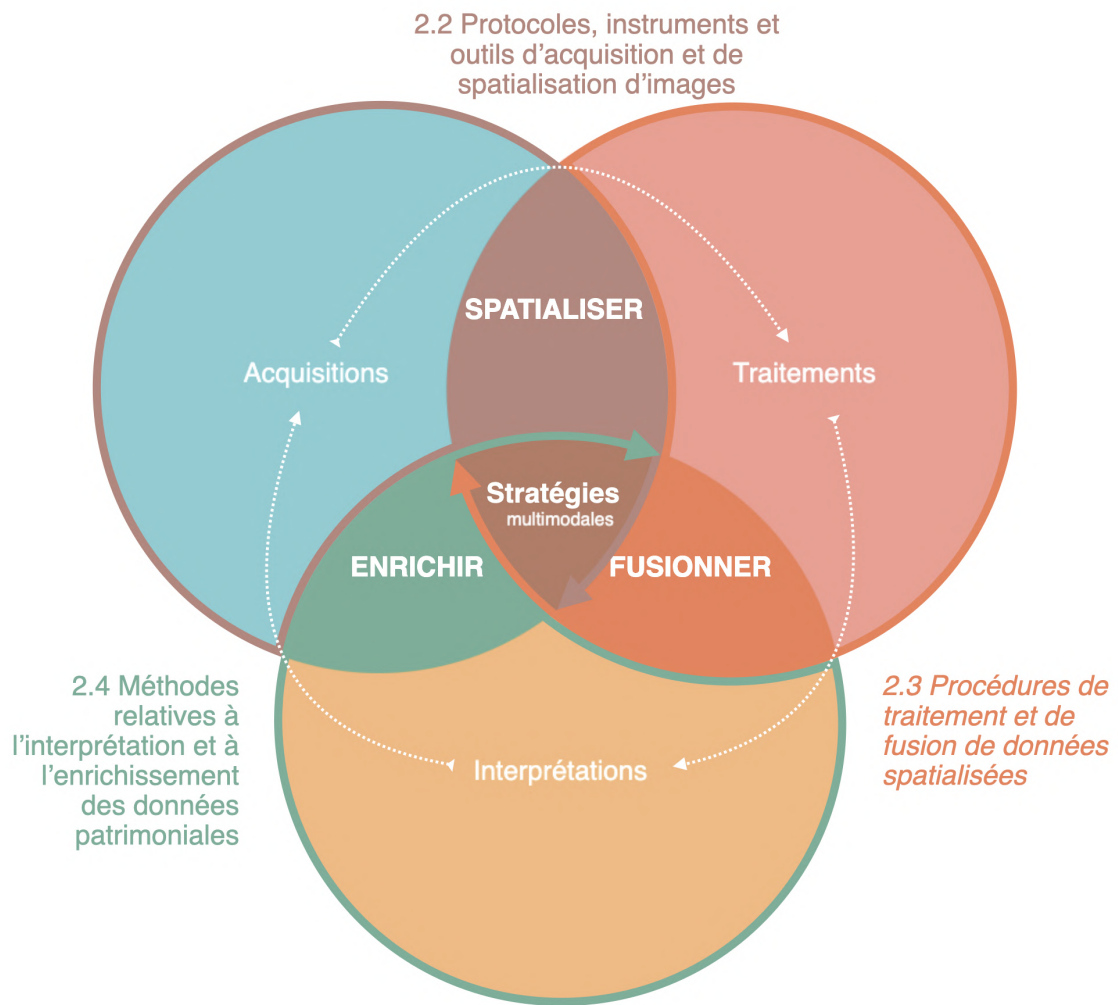 2.2 Protocoles, instruments et
outils d’acquisition et de
spatialisation d’images
SPATIALISER
Acquisitions
Traitements
Stratégies
multimodales
ENRICHIR
FUSIONNER
2.4 Méthodes
relatives à
l’interprétation et à
l’enrichissement
des données
patrimoniales
2.3 Procédures de
traitement et de
fusion de données
spatialisées
Interprétations